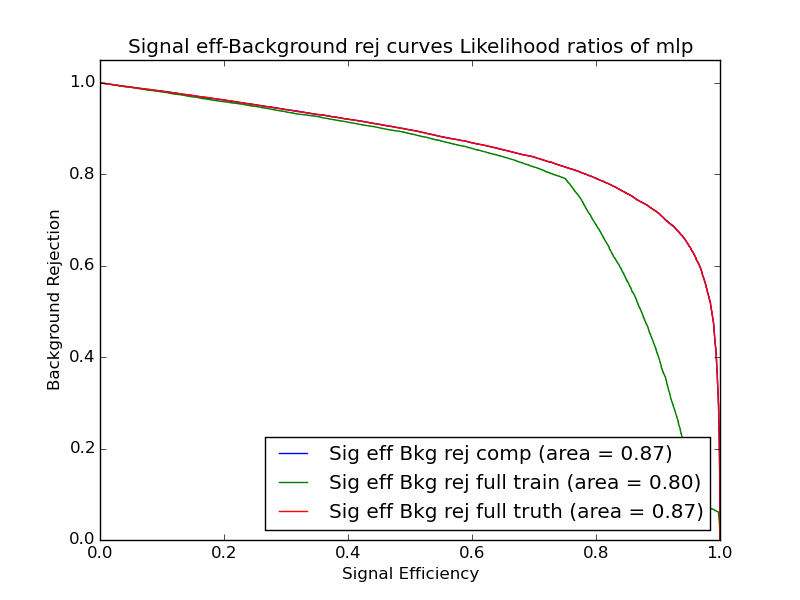 Signal eff-Background rej curves Likelihood ratios of mlp
1.0
0.8
0.6
0.4
0.2
0.0
Background Rejection
Sig eff Bkg rej comp (area = 0.87)
Sig eff Bkg rej full train (area = 0.80)
Sig eff Bkg rej full truth (area = 0.87)
0.0 0.2 0.4 0.6 0.8 1.0
Signal Efficiency